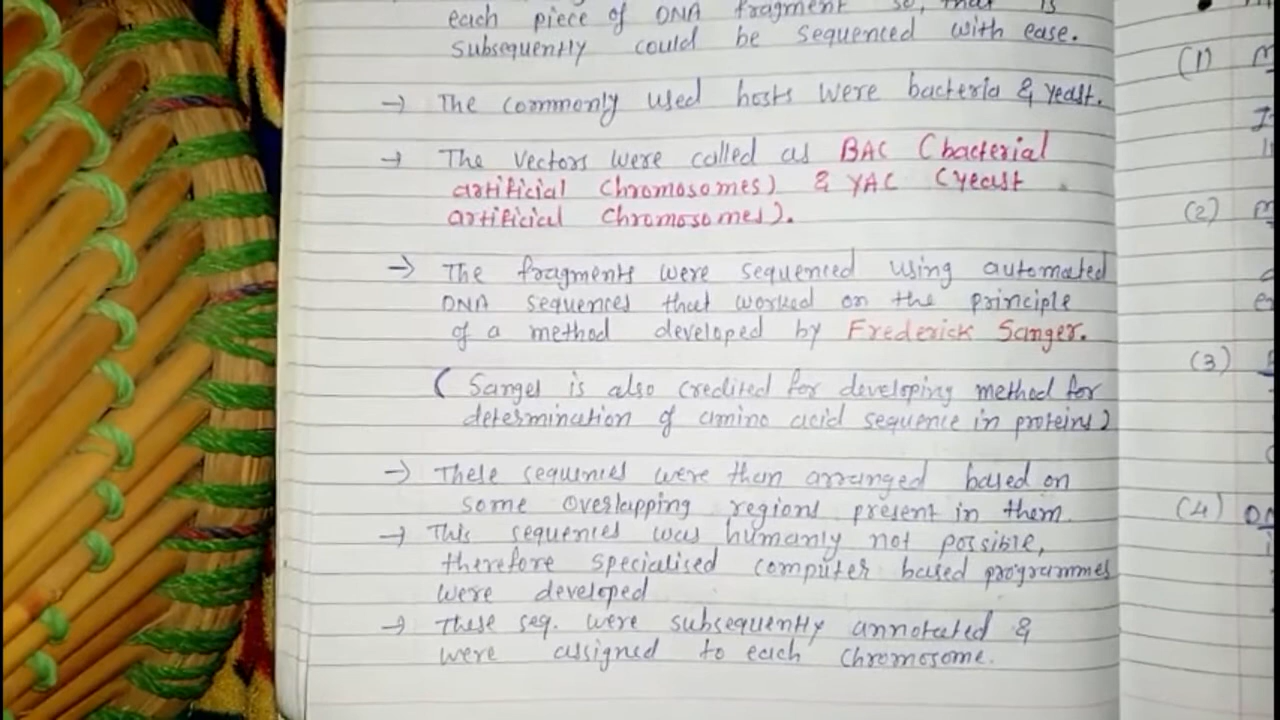 each piece of DNA fragment so, that is
subsequently could be sequenced with ease.
→ The commonly used hosts were bacteria & yeast.
→ The vectors were called as BAC (bacterial
artificial chromosomes) & YAC (yeast
artificial chromosomes).
→ The fragments were sequenced using automated
DNA sequences that worked on the principle
of a method developed by Frederick Sanger.
( Sanger is also credited for developing method for
determination of amino acid sequence in proteins)
→ These sequences were then arranged based on
some overlapping regions present in them.
→ This sequences was humanly not possible,
therefore specialised computer based programmes
were developed
→ These seq. were subsequently annotated &
were assigned to each chromosome.
(1)
(2)
(3)
(4)